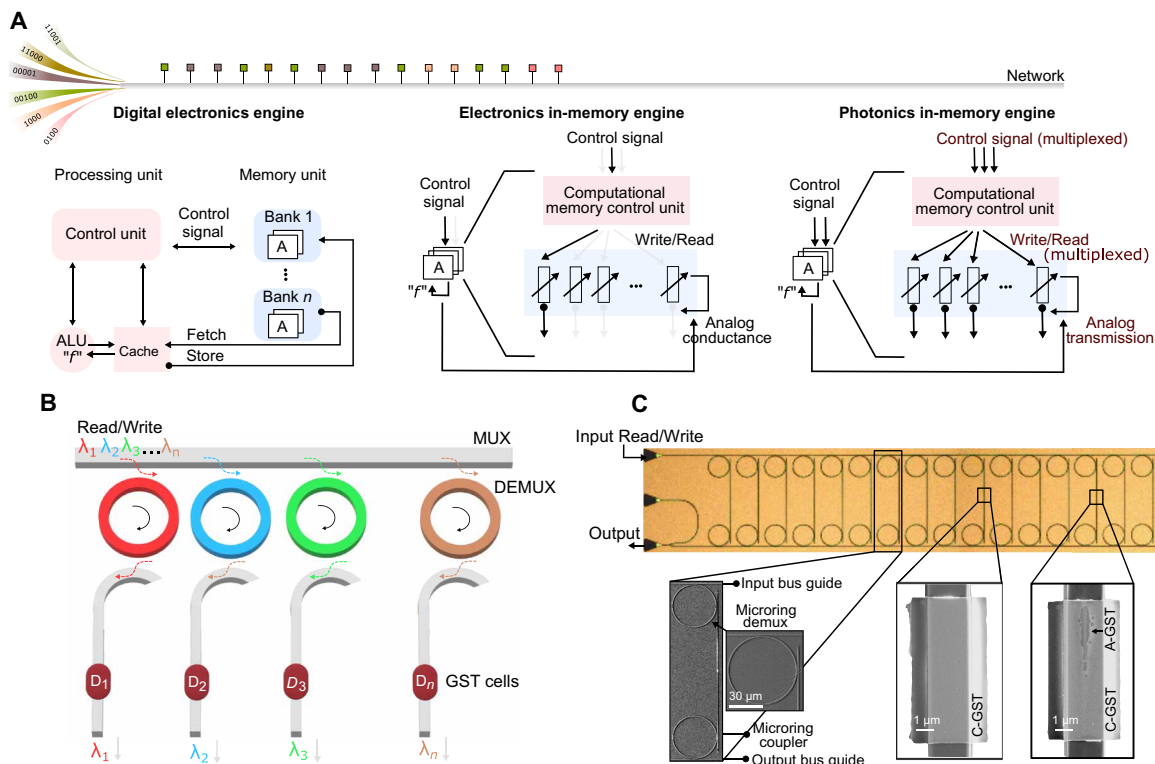 A
11001
11000
00001
00100
1000
0100
Network
Digital electronics engine
Electronics in-memory engine
Photonics in-memory engine
Processing unit
Memory unit
Control unit
Control
signal
Bank 1
A
Bank n
A
ALU
"f"
Cache
Fetch
Store
Control signal
Control
signal
Computational
memory control unit
Write/Read
A
"f"
Analog
conductance
Control signal (multiplexed)
Control
signal
Computational
memory control unit
Write/Read
(multiplexed)
A
"f"
Analog
transmission
B
Read/Write
λ1 λ2 λ3 ... λn
MUX
DEMUX
D1
D2
D3
Dn
GST cells
λ1
λ2
λ3
λn
C
Input Read/Write
Output
Input bus guide
Microring
demux
30 µm
Microring
coupler
Output bus guide
1 µm
C-GST
1 µm
C-GST
A-GST